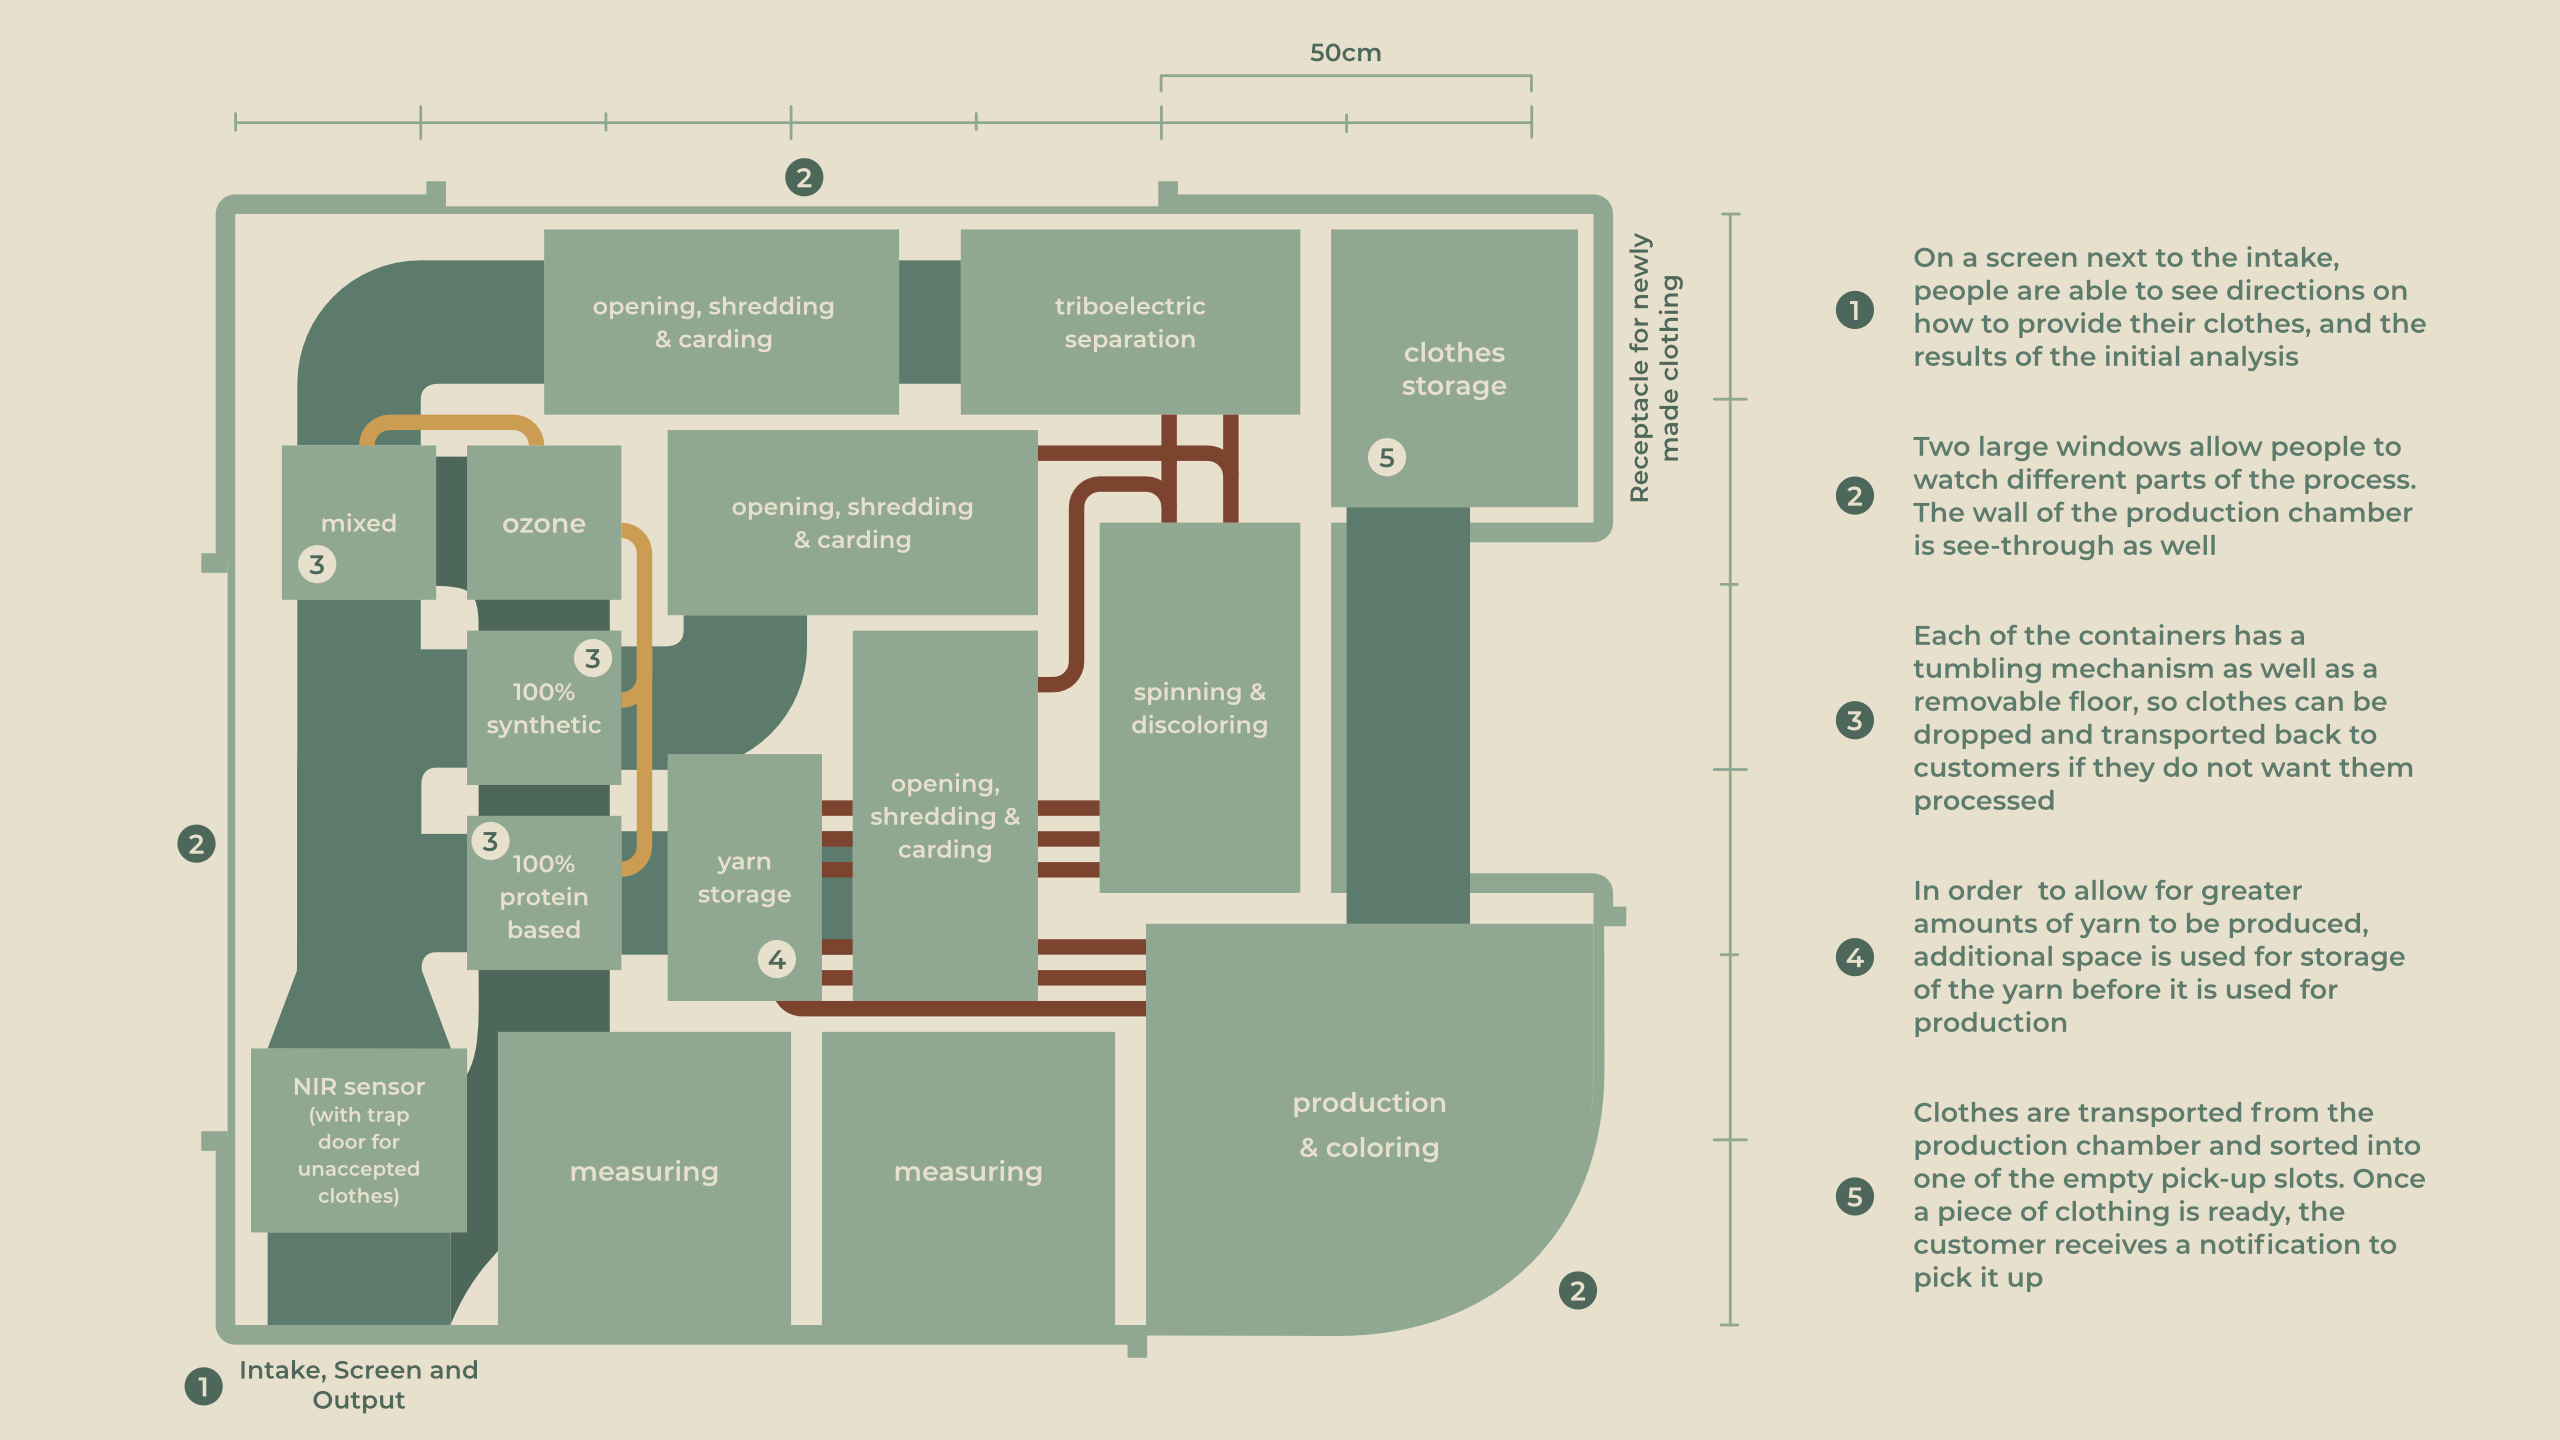 50cm
2
opening, shredding
& carding
triboelectric
separation
clothes
storage
5
Receptacle for newly
made clothing
mixed
3
ozone
opening, shredding
& carding
3
100%
synthetic
spinning &
discoloring
opening,
shredding &
carding
2
3
100%
protein
based
yarn
storage
4
NIR sensor
(with trap
door for
unaccepted
clothes)
measuring
measuring
production
& coloring
2
1
Intake, Screen and
Output
1
On a screen next to the intake,
people are able to see directions on
how to provide their clothes, and the
results of the initial analysis
2
Two large windows allow people to
watch different parts of the process.
The wall of the production chamber
is see-through as well
3
Each of the containers has a
tumbling mechanism as well as a
removable floor, so clothes can be
dropped and transported back to
customers if they do not want them
processed
4
In order  to allow for greater
amounts of yarn to be produced,
additional space is used for storage
of the yarn before it is used for
production
5
Clothes are transported from the
production chamber and sorted into
one of the empty pick-up slots. Once
a piece of clothing is ready, the
customer receives a notification to
pick it up